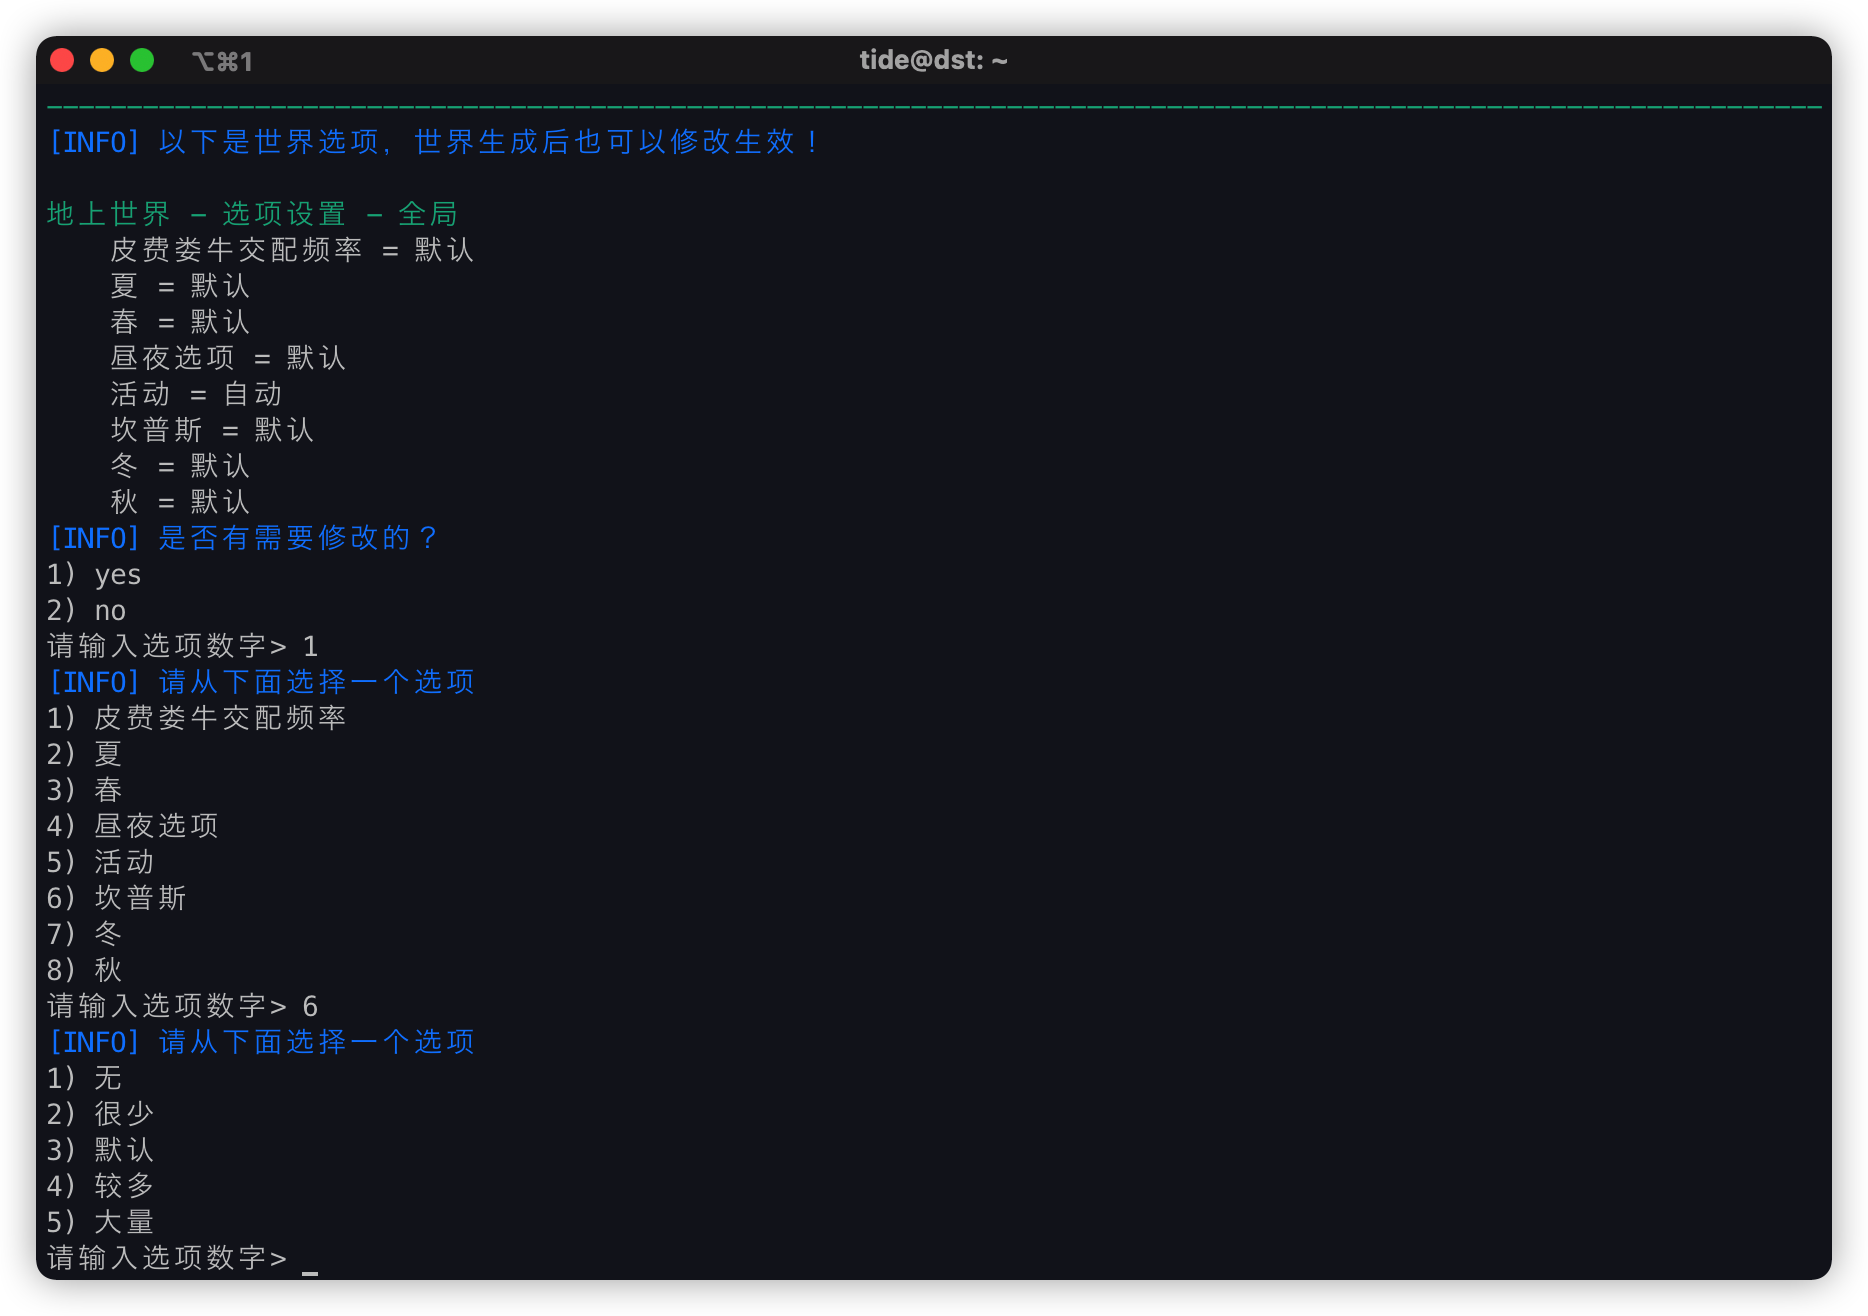 ⌥⌘1 tide@dst: ~
[INFO] 以下是世界选项, 世界生成后也可以修改生效！
地上世界 - 选项设置 - 全局
皮费娄牛交配频率 = 默认
夏 = 默认
春 = 默认
昼夜选项 = 默认
活动 = 自动
坎普斯 = 默认
冬 = 默认
秋 = 默认
[INFO] 是否有需要修改的？
1) yes
2) no
请输入选项数字> 1
[INFO] 请从下面选择一个选项
1) 皮费娄牛交配频率
2) 夏
3) 春
4) 昼夜选项
5) 活动
6) 坎普斯
7) 冬
8) 秋
请输入选项数字> 6
[INFO] 请从下面选择一个选项
1) 无
2) 很少
3) 默认
4) 较多
5) 大量
请输入选项数字> _